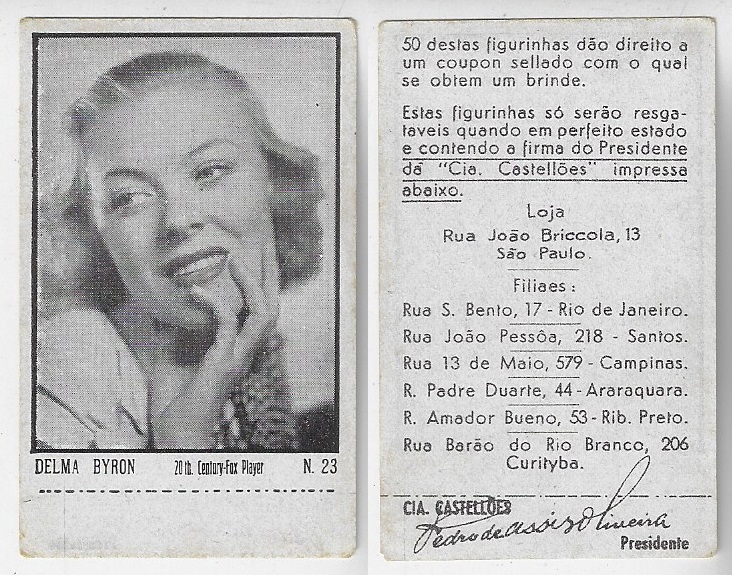 DELMA BYRON 20th. Century-Fox Player N. 23
50 destas figurinhas dão direito a
um coupon sellado com o qual
se obtem um brinde.
Estas figurinhas só serão resga-
taveis quando em perfeito estado
e contendo a firma do Presidente
da "Cia. Castellões" impressa
abaixo.
Loja
Rua João Briccola, 13
São Paulo.
Filiaes:
Rua S. Bento, 17 - Rio de Janeiro.
Rua João Pessôa, 218 - Santos.
Rua 13 de Maio, 579 - Campinas.
R. Padre Duarte, 44 - Araraquara.
R. Amador Bueno, 53 - Rib. Preto.
Rua Barão do Rio Branco, 206
Curityba.
CIA. CASTELLÕES
Pedro de Assis Oliveira
Presidente